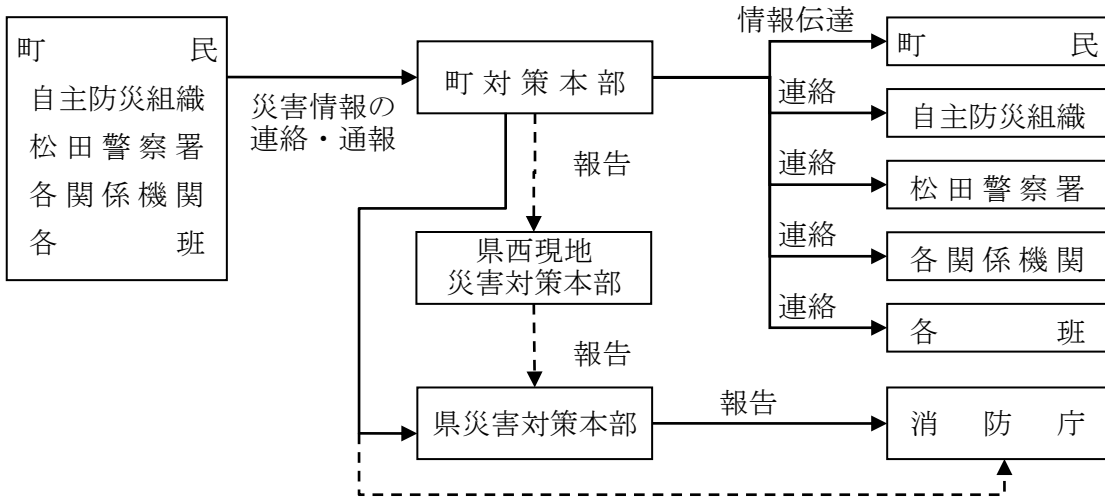 町　民
自主防災組織
松田警察署
各関係機関
各　班
災害情報の
連絡・通報
町対策本部
情報伝達
町　民
連絡
自主防災組織
連絡
松田警察署
連絡
各関係機関
連絡
各　班
報告
県西現地
災害対策本部
報告
県災害対策本部
報告
消防庁